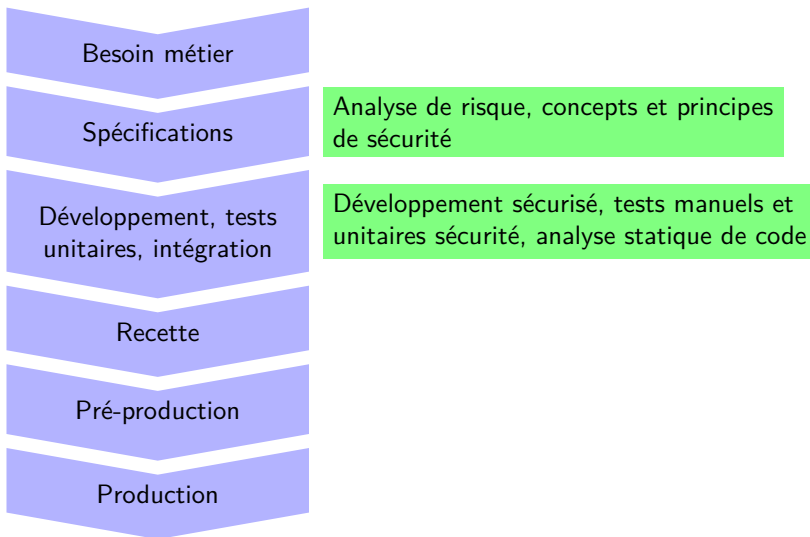 Besoin métier
Spécifications
Analyse de risque, concepts et principes
de sécurité
Développement, tests
unitaires, intégration
Développement sécurisé, tests manuels et
unitaires sécurité, analyse statique de code
Recette
Pré-production
Production